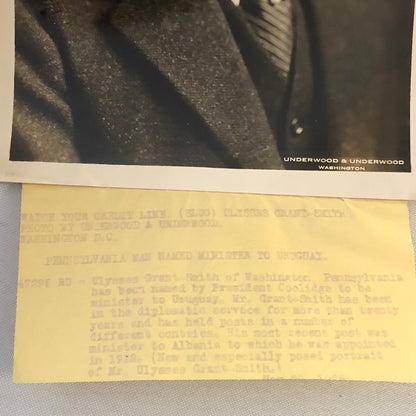 UNDERWOOD & UNDERWOOD
WASHINGTON
WATCH YOUR CREDIT LINE. (ELSO) ULYSSES GRANT-SMITH
PHOTO BY UNDERWOOD & UNDERWOOD.
WASHINGTON D.C.
PENNSYLVANIA MAN NAMED MINISTER TO URUGUAY.
RU - Ulysses Grant Smith of Washington, Pennsylvania
has been named by President Coolidge to be
minister to Uruguay. Mr. Grant-Smith has been
in the diplomatic service for more than twenty
years and has held posts in a number of
different contries. His most recent post was
minister to Albania to which he was appointed
in 1922. (New and especially posed portrait
of Mr. Ulysses Grant Smith.)